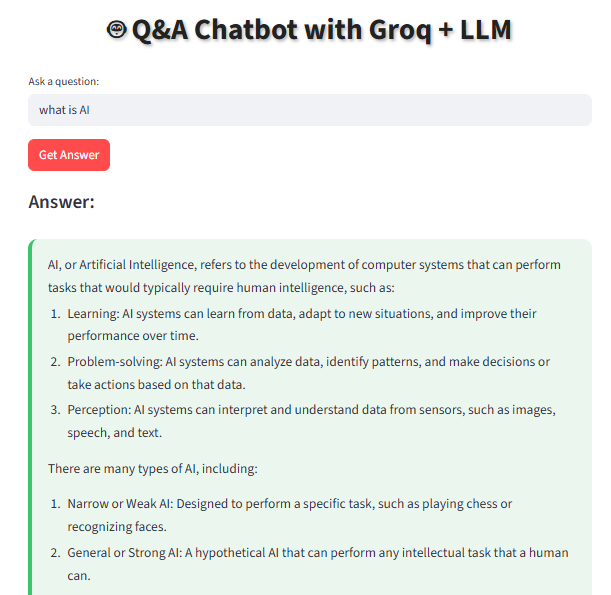 Q&A Chatbot with Groq + LLM
Ask a question:
what is AI
Get Answer
Answer:
AI, or Artificial Intelligence, refers to the development of computer systems that can perform
tasks that would typically require human intelligence, such as:
1. Learning: AI systems can learn from data, adapt to new situations, and improve their
performance over time.
2. Problem-solving: AI systems can analyze data, identify patterns, and make decisions or
take actions based on that data.
3. Perception: AI systems can interpret and understand data from sensors, such as images,
speech, and text.
There are many types of AI, including:
1. Narrow or Weak AI: Designed to perform a specific task, such as playing chess or
recognizing faces.
2. General or Strong AI: A hypothetical AI that can perform any intellectual task that a human
can.